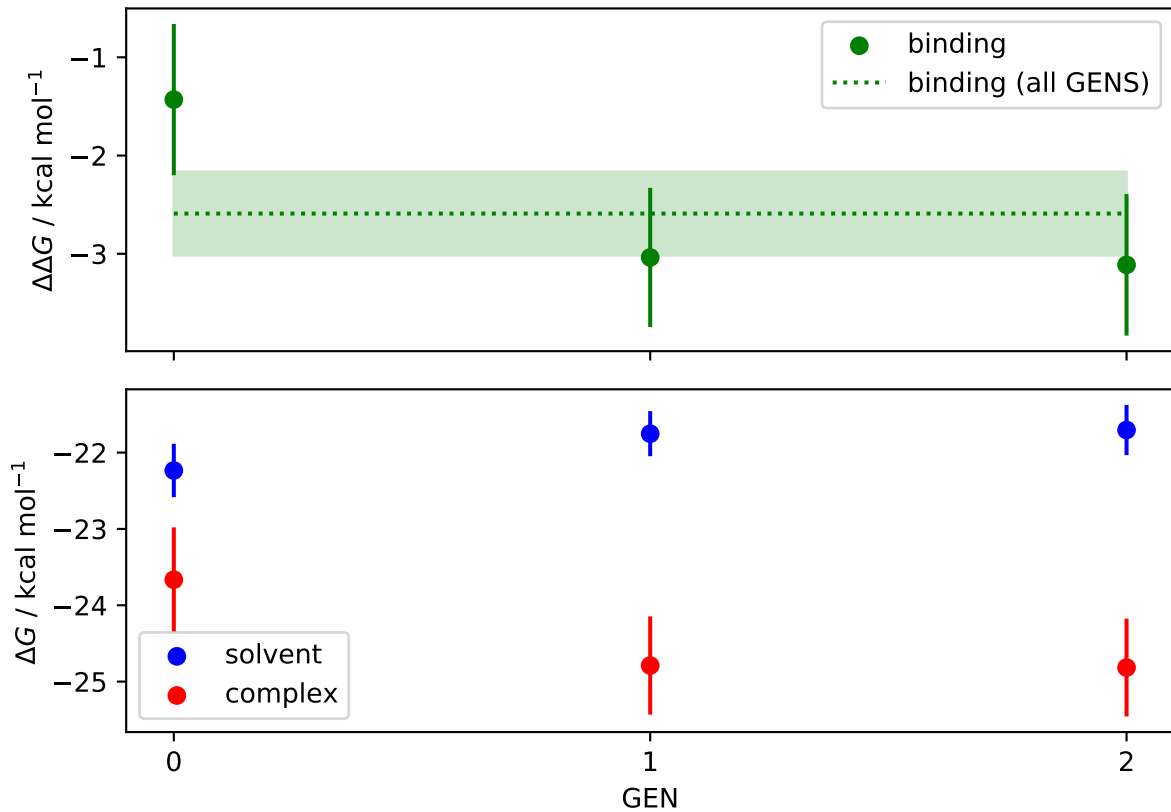 binding
binding (all GENS)
−1
−2
−3
ΔΔG / kcal mol⁻¹
−22
−23
−24
−25
ΔG / kcal mol⁻¹
solvent
complex
0
1
2
GEN